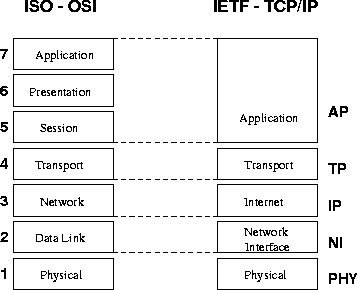 ISO - OSI IETF - TCP/IP
7 Application
6 Presentation
5 Session Application AP
4 Transport Transport TP
3 Network Internet IP
2 Data Link Network Interface NI
1 Physical Physical PHY